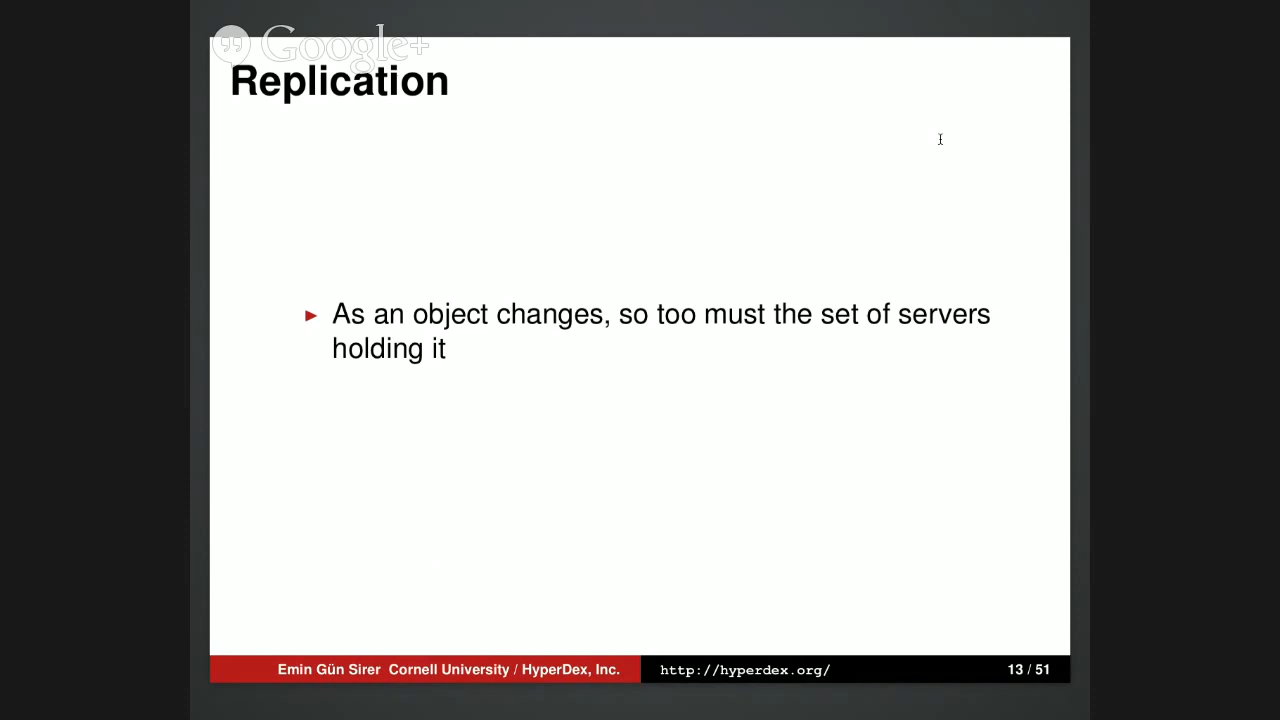 Google+
Replication
► As an object changes, so too must the set of servers
holding it
Emin Gün Sirer Cornell University / HyperDex, Inc. http://hyperdex.org/ 13 / 51